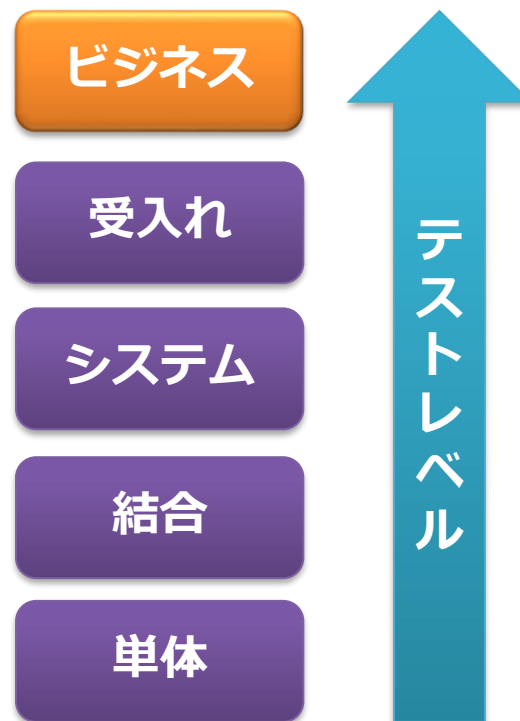 ビジネス
受入れ
システム
結合
単体
テストレベル